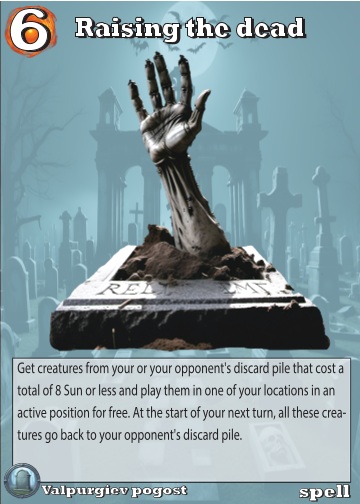 6 Raising the dead
Get creatures from your or your opponent's discard pile that cost a
total of 8 Sun or less and play them in one of your locations in an
active position for free. At the start of your next turn, all these crea-
tures go back to your opponent's discard pile.
Valpurgiev pogost
spell